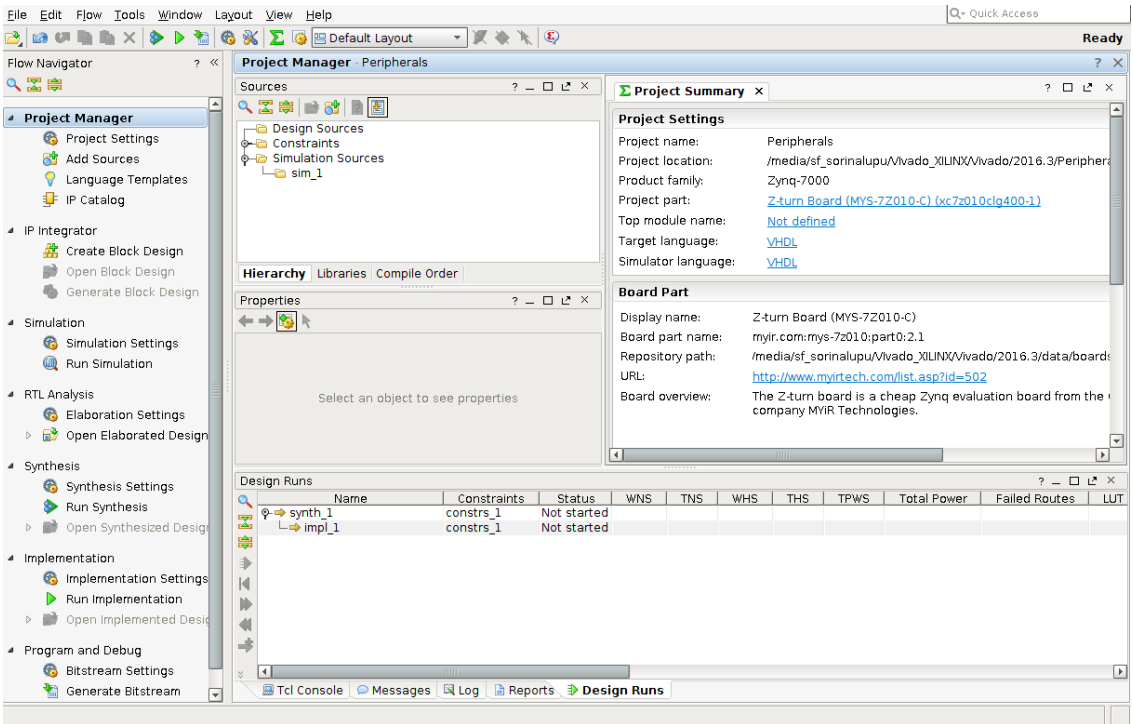 File Edit Flow Tools Window Layout View Help
Quick Access
Default Layout
Ready
Flow Navigator ? «
Project Manager
Project Settings
Add Sources
Language Templates
IP Catalog
IP Integrator
Create Block Design
Open Block Design
Generate Block Design
Simulation
Simulation Settings
Run Simulation
RTL Analysis
Elaboration Settings
Open Elaborated Design
Synthesis
Synthesis Settings
Run Synthesis
Open Synthesized Desig
Implementation
Implementation Settings
Run Implementation
Open Implemented Desig
Program and Debug
Bitstream Settings
Generate Bitstream
Project Manager - Peripherals ?
Sources ?
Design Sources
Constraints
Simulation Sources
sim_1
Hierarchy Libraries Compile Order
Properties ?
Select an object to see properties
Σ Project Summary × ?
Project Settings
Project name: Peripherals
Project location: /media/sf_sorinalupu/VIvado_XILINX/Vivado/2016.3/Periphera
Product family: Zynq-7000
Project part: Z-turn Board (MYS-7Z010-C) (xc7z010clg400-1)
Top module name: Not defined
Target language: VHDL
Simulator language: VHDL
Board Part
Display name: Z-turn Board (MYS-7Z010-C)
Board part name: myir.com:mys-7z010:part0:2.1
Repository path: /media/sf_sorinalupu/VIvado_XILINX/Vivado/2016.3/data/boards
URL: http://www.myirtech.com/list.asp?id=502
Board overview: The Z-turn board is a cheap Zynq evaluation board from the
company MYiR Technologies.
Design Runs ?
Name Constraints Status WNS TNS WHS THS TPWS Total Power Failed Routes LUT
synth_1 constrs_1 Not started
impl_1 constrs_1 Not started
Tcl Console Messages Log Reports Design Runs